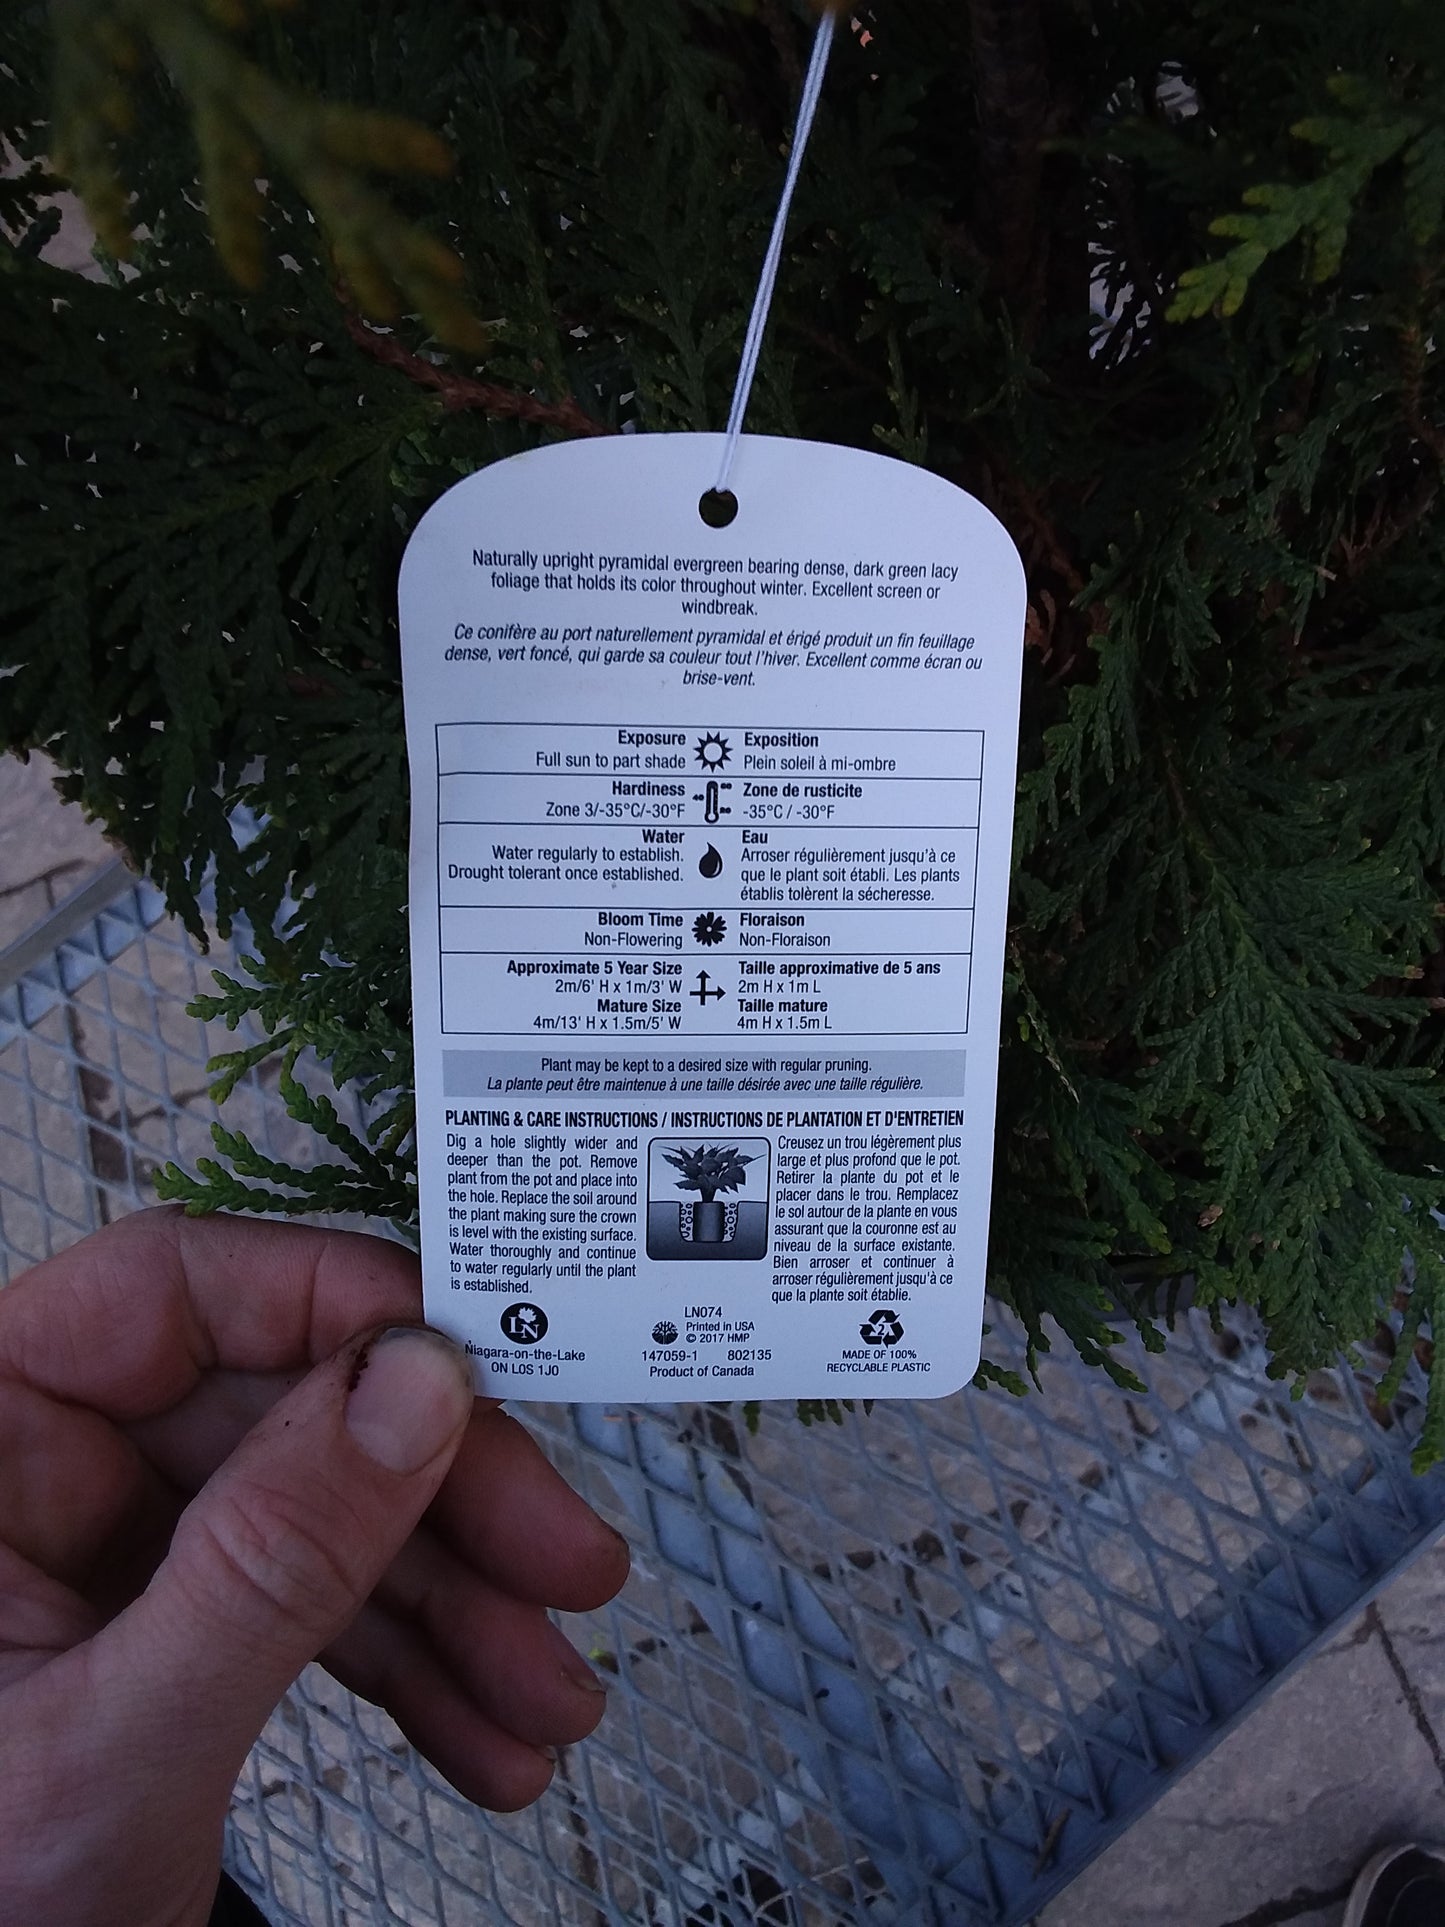 Naturally upright pyramidal evergreen bearing dense, dark green lacy
foliage that holds its color throughout winter. Excellent screen or
windbreak.
Ce conifère au port naturellement pyramidal et érigé produit un fin feuillage
dense, vert foncé, qui garde sa couleur tout l'hiver. Excellent comme écran ou
brise-vent.
Exposure
Full sun to part shade
Exposition
Plein soleil à mi-ombre
Hardiness
Zone 3/-35°C/-30°F
Zone de rusticite
-35°C / -30°F
Water
Water regularly to establish.
Drought tolerant once established.
Eau
Arroser régulièrement jusqu'à ce
que le plant soit établi. Les plants
établis tolèrent la sécheresse.
Bloom Time
Non-Flowering
Floraison
Non-Floraison
Approximate 5 Year Size
2m/6' H x 1m/3' W
Mature Size
4m/13' H x 1.5m/5' W
Taille approximative de 5 ans
2m H x 1m L
Taille mature
4m H x 1.5m L
Plant may be kept to a desired size with regular pruning.
La plante peut être maintenue à une taille désirée avec une taille régulière.
PLANTING & CARE INSTRUCTIONS / INSTRUCTIONS DE PLANTATION ET D'ENTRETIEN
Dig a hole slightly wider and
deeper than the pot. Remove
plant from the pot and place into
the hole. Replace the soil around
the plant making sure the crown
is level with the existing surface.
Water thoroughly and continue
to water regularly until the plant
is established.
Creusez un trou légèrement plus
large et plus profond que le pot.
Retirer la plante du pot et le
placer dans le trou. Remplacez
le sol autour de la plante en vous
assurant que la couronne est au
niveau de la surface existante.
Bien arroser et continuer à
arroser régulièrement jusqu'à ce
que la plante soit établie.
LN
Niagara-on-the-Lake
ON L0S 1J0
LN074
Printed in USA
© 2017 HMP
147059-1 802135
Product of Canada
2
MADE OF 100%
RECYCLABLE PLASTIC